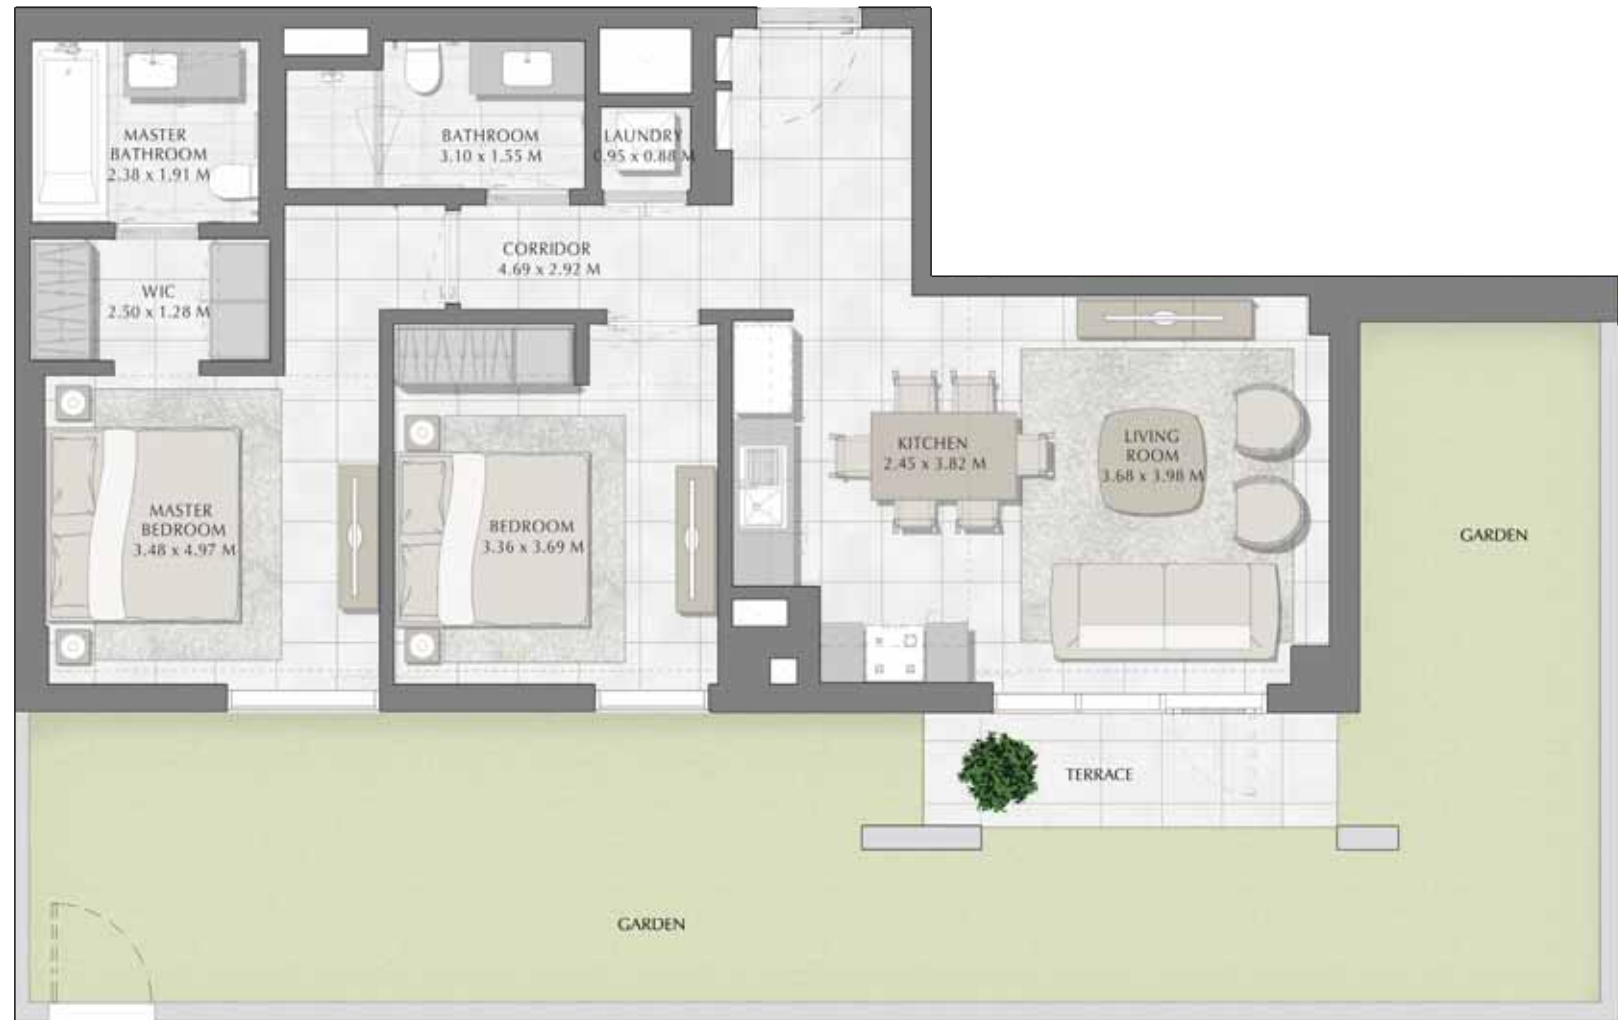 MASTER
BATHROOM
2.38 x 1.91 M
BATHROOM
3.10 x 1.55 M
LAUNDRY
0.95 x 0.88 M
CORRIDOR
4.69 x 2.92 M
WIC
2.50 x 1.28 M
MASTER
BEDROOM
3.48 x 4.97 M
BEDROOM
3.36 x 3.69 M
KITCHEN
2.45 x 3.82 M
LIVING
ROOM
3.68 x 3.98 M
GARDEN
TERRACE
GARDEN